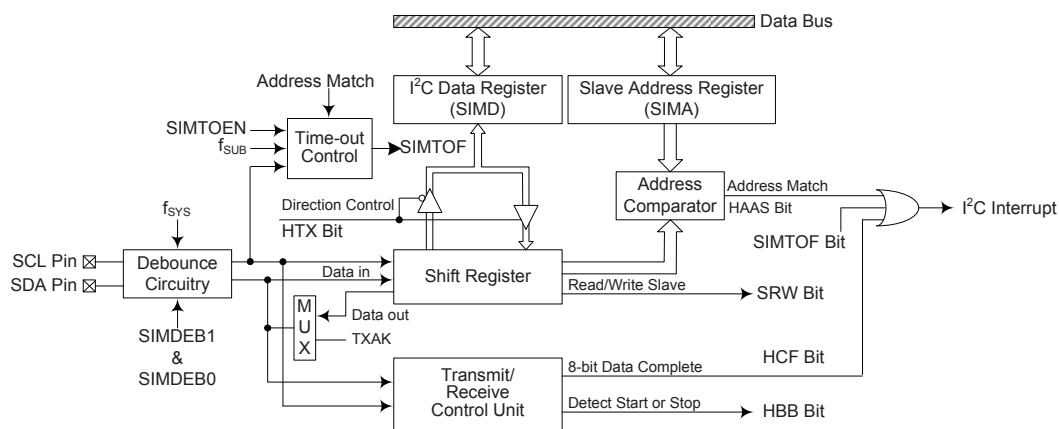 Data Bus
Address Match
I²C Data Register
(SIMD)
Slave Address Register
(SIMA)
SIMTOEN
fSUB
Time-out
Control
SIMTOF
Address
Comparator
Address Match
HAAS Bit
I²C Interrupt
SIMTOF Bit
Direction Control
HTX Bit
fSYS
SCL Pin
SDA Pin
Debounce
Circuitry
Data in
Shift Register
Read/Write Slave
SRW Bit
MUX
Data out
TXAK
SIMDEB1
&
SIMDEB0
HCF Bit
Transmit/
Receive
Control Unit
8-bit Data Complete
Detect Start or Stop
HBB Bit